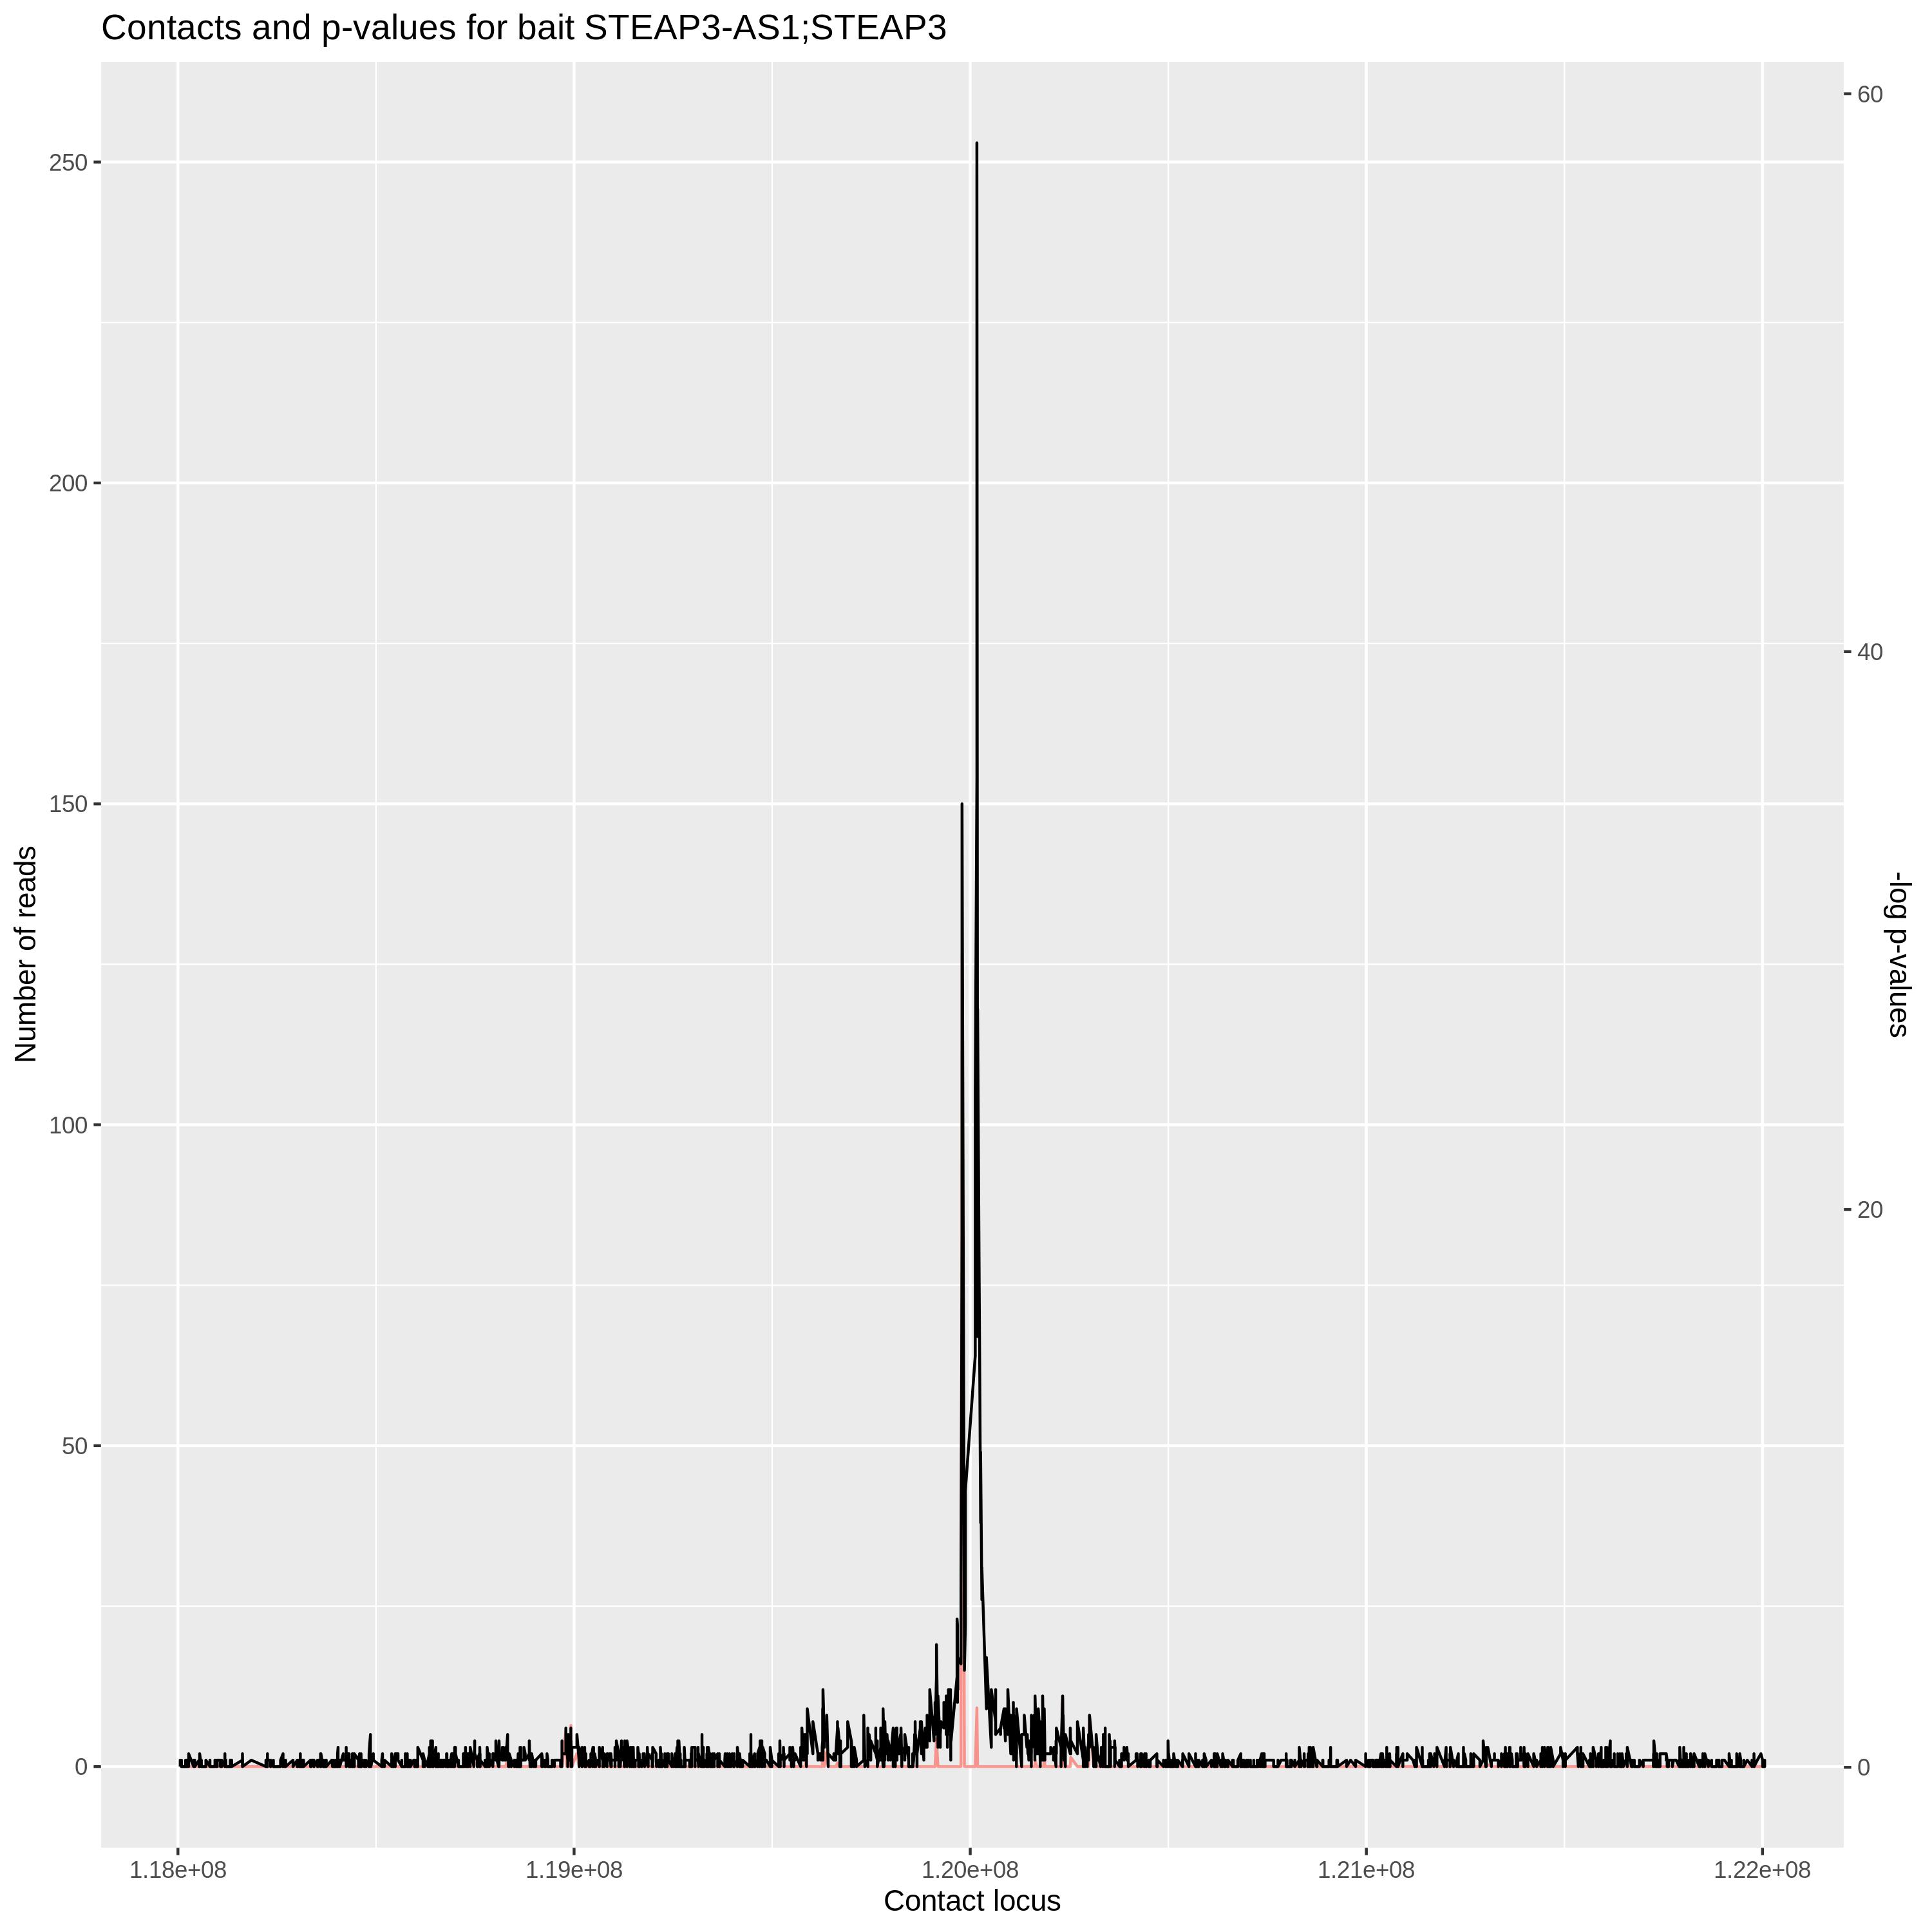 Contacts and p-values for bait STEAP3-AS1;STEAP3
250
200
150
100
50
0
Number of reads
60
40
20
0
-log p-values
1.18e+08
1.19e+08
1.20e+08
1.21e+08
1.22e+08
Contact locus